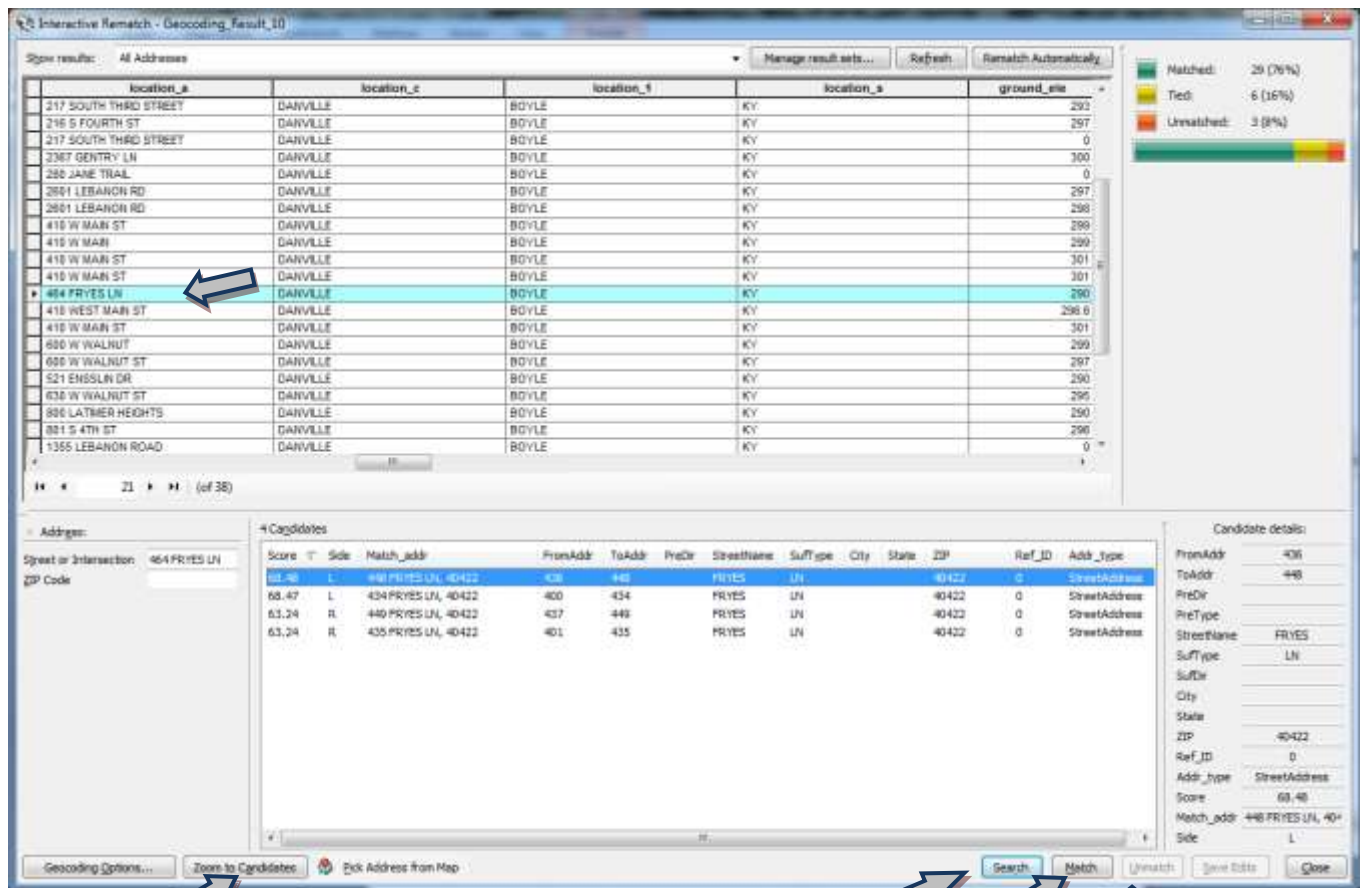 Interactive Rematch - Geocoding_Result_10
Show results: All Addresses Manage result sets... Refresh Rematch Automatically
Matched: 29 (76%)
Tied: 6 (16%)
Unmatched: 3 (8%)
location_a location_c location_1 location_s ground_ele
217 SOUTH THIRD STREET DANVILLE BOYLE KY 293
216 S FOURTH ST DANVILLE BOYLE KY 297
217 SOUTH THIRD STREET DANVILLE BOYLE KY 0
2367 GENTRY LN DANVILLE BOYLE KY 300
280 JANE TRAIL DANVILLE BOYLE KY 0
2601 LEBANON RD DANVILLE BOYLE KY 297
2601 LEBANON RD DANVILLE BOYLE KY 298
410 W MAIN ST DANVILLE BOYLE KY 299
410 W MAIN DANVILLE BOYLE KY 299
410 W MAIN ST DANVILLE BOYLE KY 301
410 W MAIN ST DANVILLE BOYLE KY 301
464 FRYES LN DANVILLE BOYLE KY 290
410 WEST MAIN ST DANVILLE BOYLE KY 298.6
410 W MAIN ST DANVILLE BOYLE KY 301
600 W WALNUT DANVILLE BOYLE KY 299
600 W WALNUT ST DANVILLE BOYLE KY 297
521 ENSSLIN DR DANVILLE BOYLE KY 290
630 W WALNUT ST DANVILLE BOYLE KY 295
800 LATIMER HEIGHTS DANVILLE BOYLE KY 290
801 S 4TH ST DANVILLE BOYLE KY 298
1355 LEBANON ROAD DANVILLE BOYLE KY 0
21 (of 38)
Address:
Street or Intersection 464 FRYES LN
ZIP Code
4 Candidates
Score Side Match_addr FromAddr ToAddr PreDir StreetName SufType City State ZIP Ref_ID Addr_type
68.48 L 448 FRYES LN, 40422 436 448 FRYES LN 40422 0 StreetAddress
68.47 L 434 FRYES LN, 40422 400 434 FRYES LN 40422 0 StreetAddress
63.24 R 449 FRYES LN, 40422 437 449 FRYES LN 40422 0 StreetAddress
63.24 R 435 FRYES LN, 40422 401 435 FRYES LN 40422 0 StreetAddress
Candidate details:
FromAddr 436
ToAddr 448
PreDir
PreType
StreetName FRYES
SufType LN
SufDir
City
State
ZIP 40422
Ref_ID 0
Addr_type StreetAddress
Score 68.48
Match_addr 448 FRYES LN, 404
Side L
Geocoding Options... Zoom to Candidates Pick Address from Map Search Match Unmatch Save Edits Close